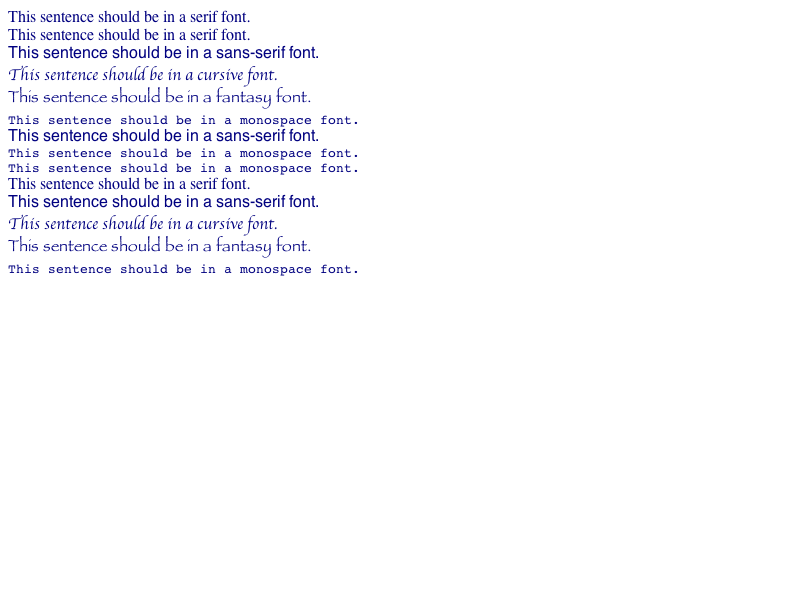 This sentence should be in a serif font.
This sentence should be in a serif font.
This sentence should be in a sans-serif font.
This sentence should be in a cursive font.
This sentence should be in a fantasy font.
This sentence should be in a monospace font.
This sentence should be in a sans-serif font.
This sentence should be in a monospace font.
This sentence should be in a monospace font.
This sentence should be in a serif font.
This sentence should be in a sans-serif font.
This sentence should be in a cursive font.
This sentence should be in a fantasy font.
This sentence should be in a monospace font.